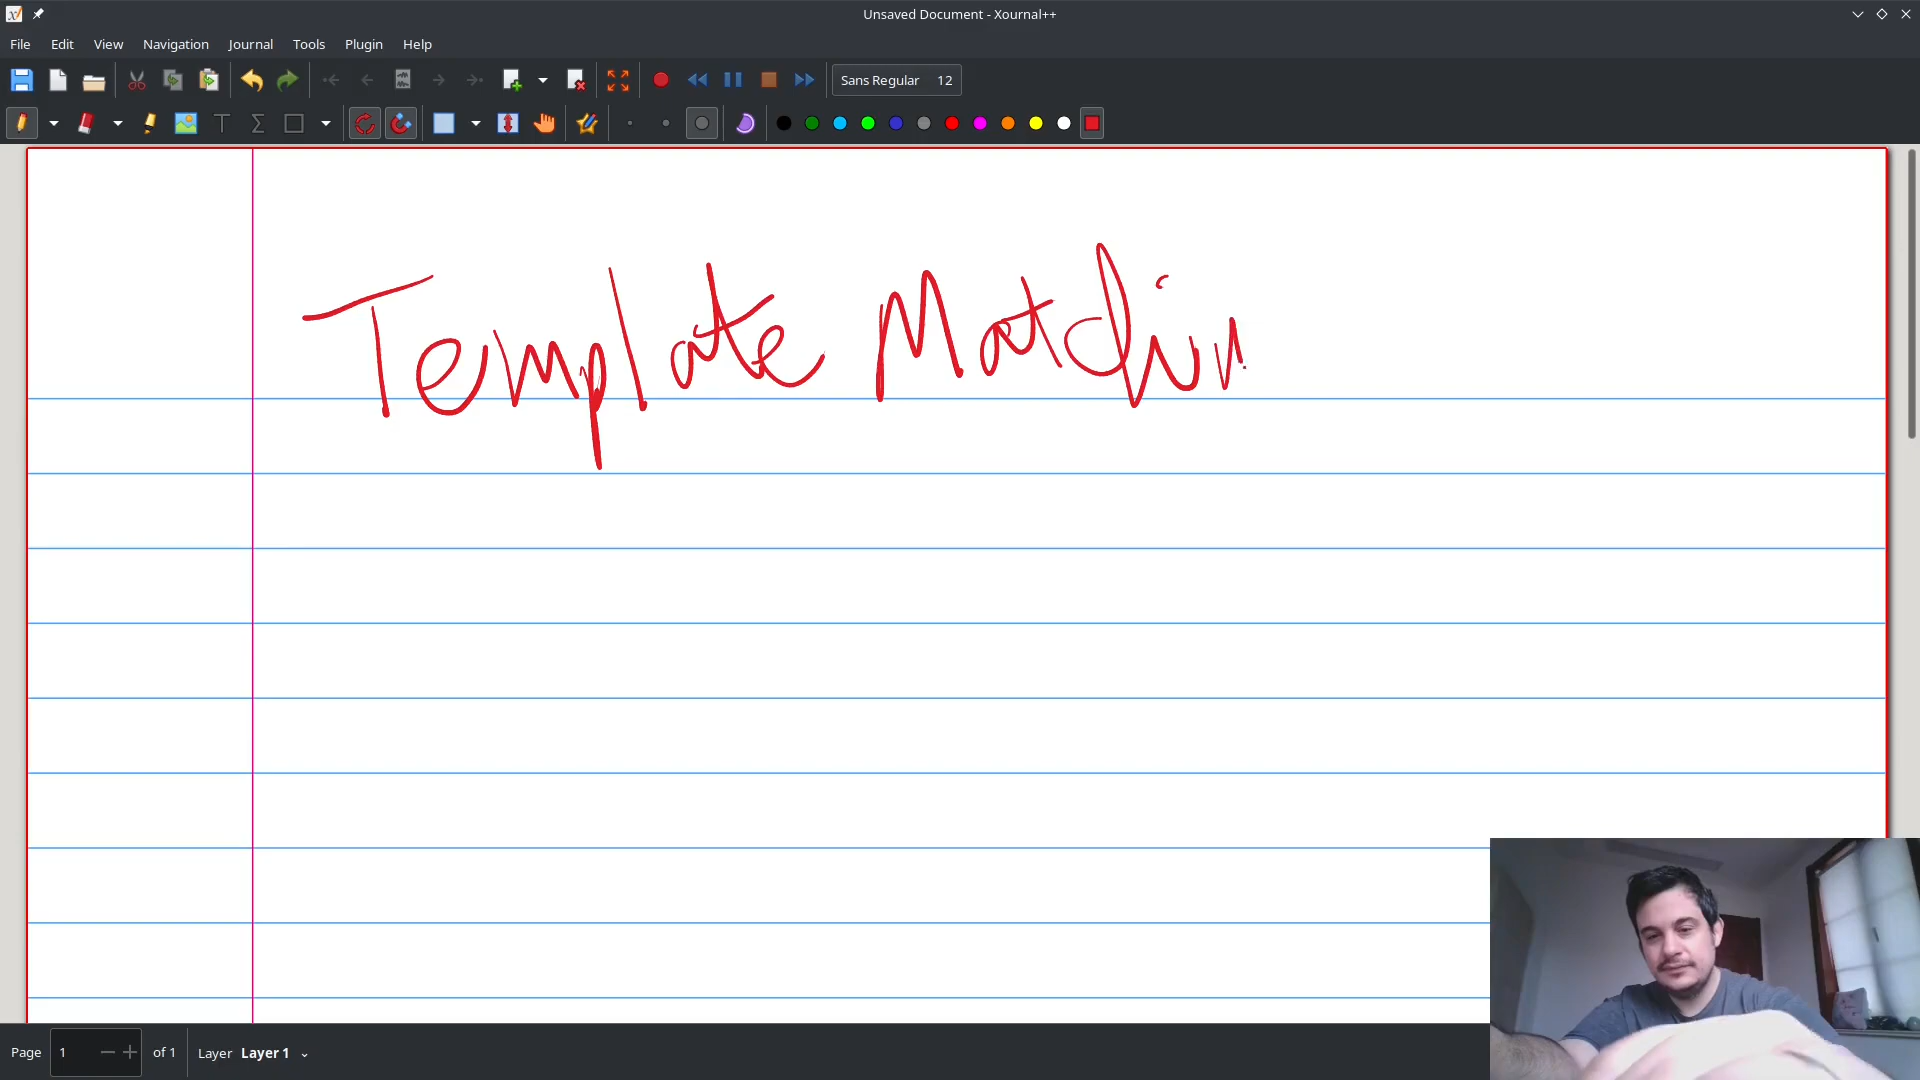 Unsaved Document - Xournal++
File Edit View Navigation Journal Tools Plugin Help
Sans Regular 12
Template
Page 1 of 1 Layer Layer 1